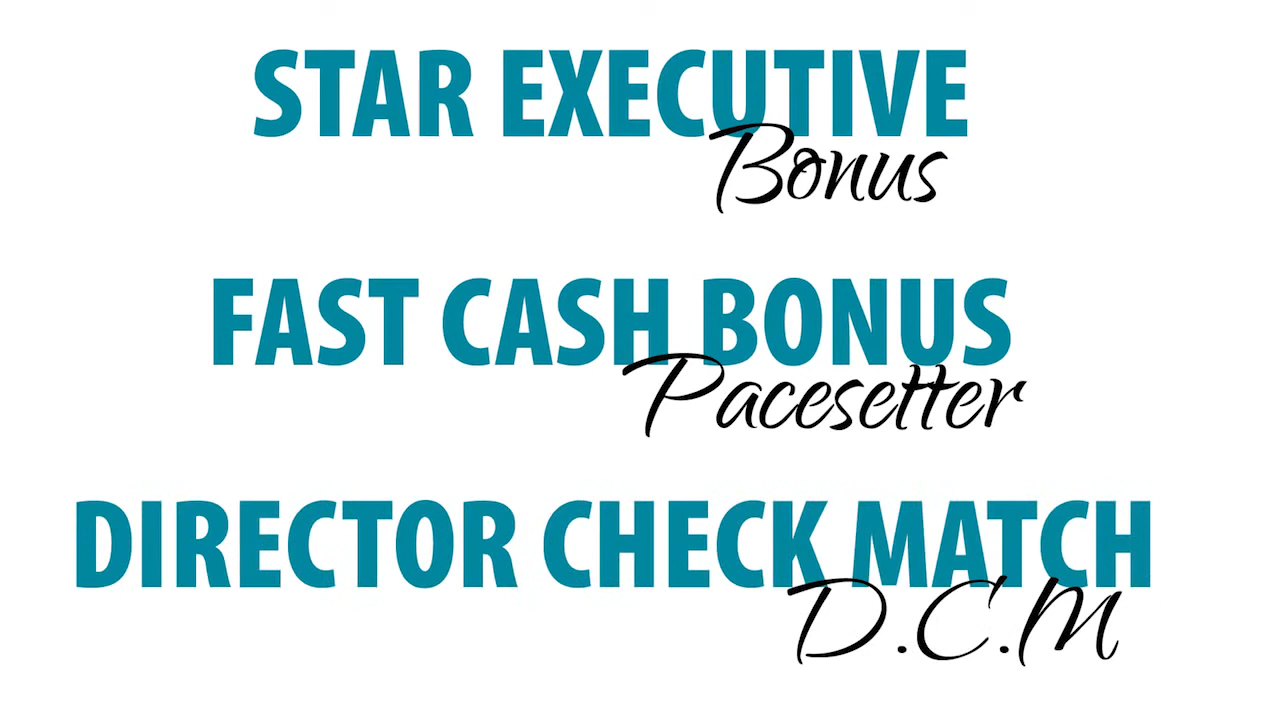 STAR EXECUTIVE
Bonus
FAST CASH BONUS
Pacesetter
DIRECTOR CHECK MATCH
D.C.M